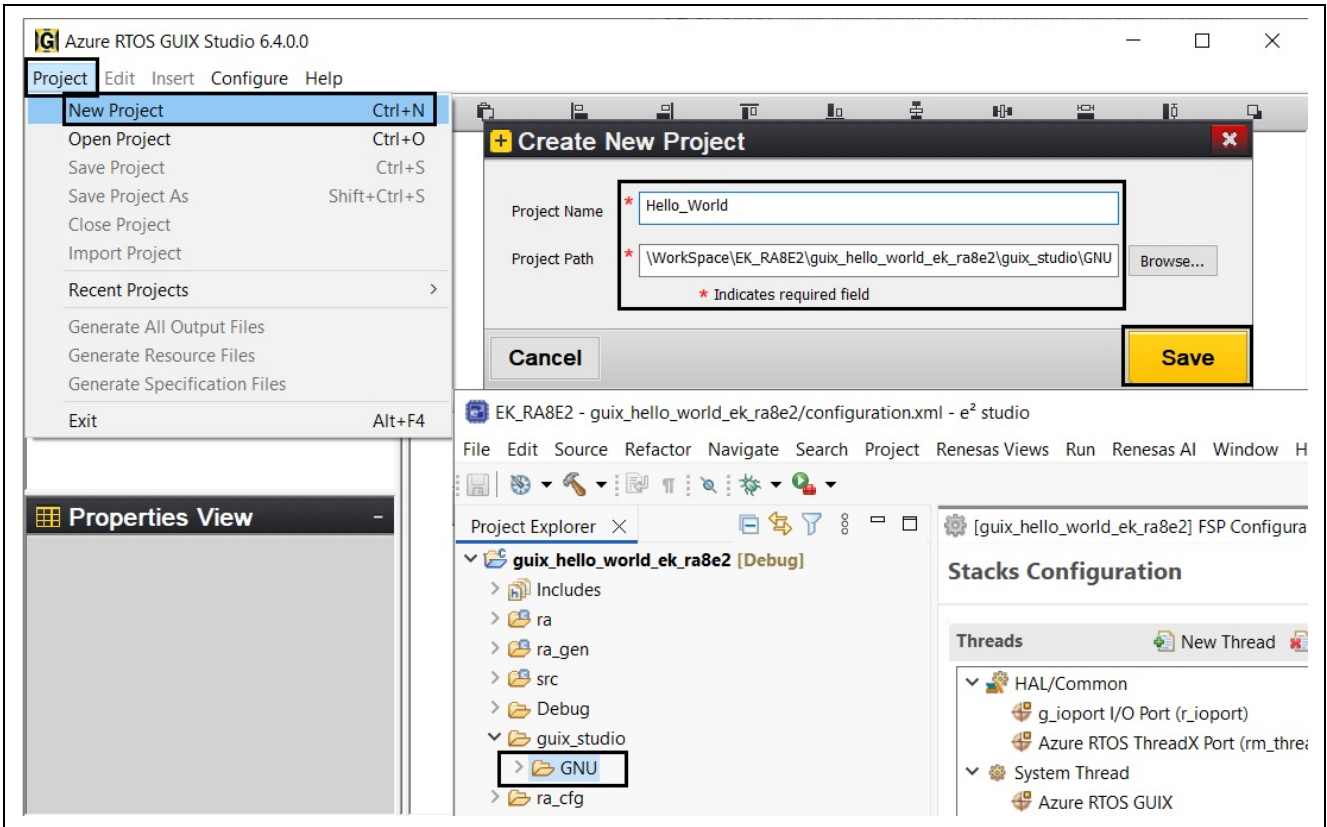 Azure RTOS GUIX Studio 6.4.0.0
Project Edit Insert Configure Help
New Project Ctrl+N
Open Project Ctrl+O
Save Project Ctrl+S
Save Project As Shift+Ctrl+S
Close Project
Import Project
Recent Projects >
Generate All Output Files
Generate Resource Files
Generate Specification Files
Exit Alt+F4
Create New Project
Project Name * Hello_World
Project Path * \WorkSpace\EK_RA8E2\guix_hello_world_ek_ra8e2\guix_studio\GNU Browse...
* Indicates required field
Cancel Save
Properties View
EK_RA8E2 - guix_hello_world_ek_ra8e2/configuration.xml - e² studio
File Edit Source Refactor Navigate Search Project Renesas Views Run Renesas AI Window H
Project Explorer
guix_hello_world_ek_ra8e2 [Debug]
Includes
ra
ra_gen
src
Debug
guix_studio
GNU
ra_cfg
[guix_hello_world_ek_ra8e2] FSP Configura
Stacks Configuration
Threads New Thread
HAL/Common
g_ioport I/O Port (r_ioport)
Azure RTOS ThreadX Port (rm_threa
System Thread
Azure RTOS GUIX